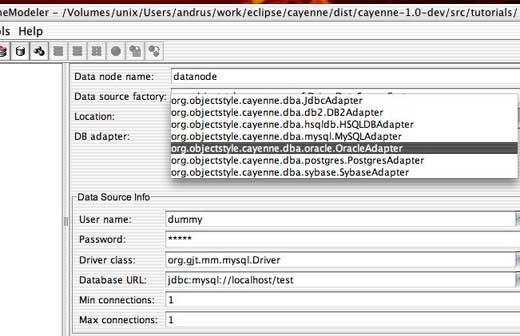 neModeler - /Volumes/unix/Users/andrus/work/eclipse/cayenne/dist/cayenne-1.0-dev/src/tutorials/
ls Help
Data node name: datanode
Data source factory:
org.objectstyle.cayenne.dba.JdbcAdapter
Location:
org.objectstyle.cayenne.dba.db2.DB2Adapter
org.objectstyle.cayenne.dba.hsqldb.HSQLDBAdapter
DB adapter:
org.objectstyle.cayenne.dba.mysql.MySQLAdapter
org.objectstyle.cayenne.dba.oracle.OracleAdapter
org.objectstyle.cayenne.dba.postgres.PostgresAdapter
org.objectstyle.cayenne.dba.sybase.SybaseAdapter
Data Source Info
User name: dummy
Password: *****
Driver class: org.gjt.mm.mysql.Driver
Database URL: jdbc:mysql://localhost/test
Min connections: 1
Max connections: 1